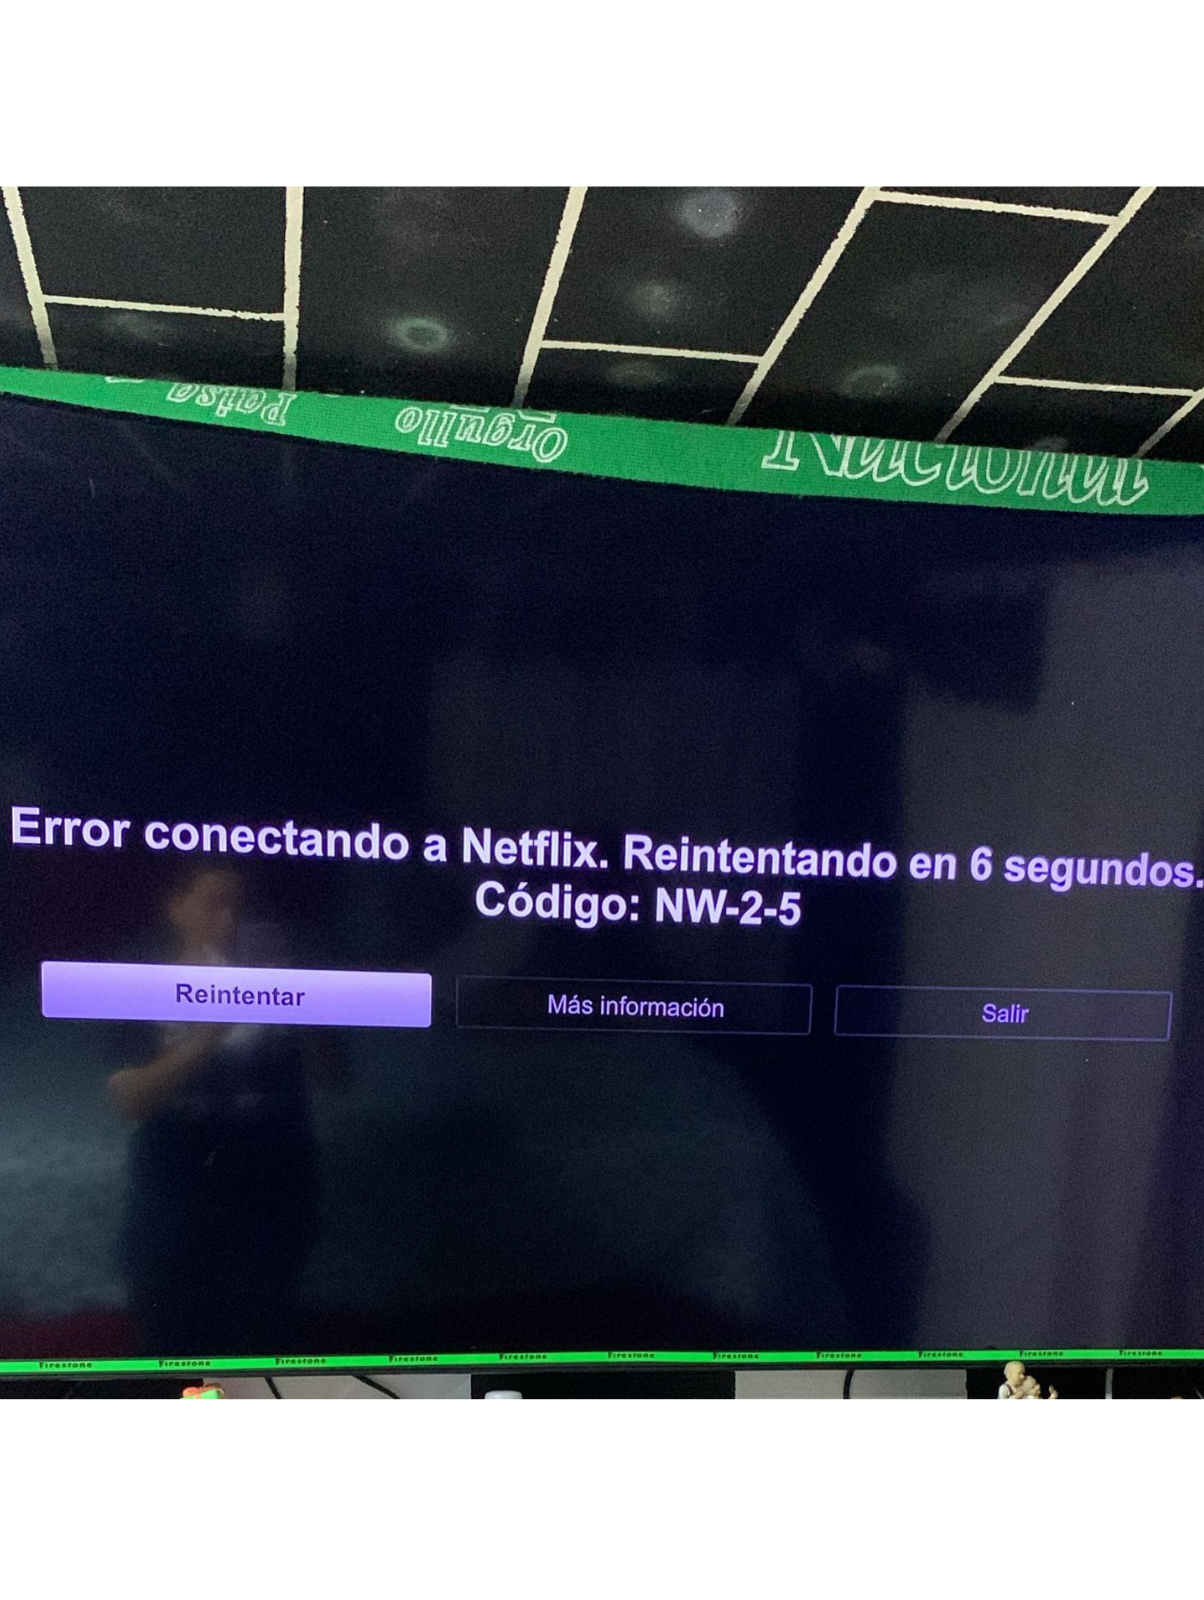 Paisa
Orgullo
Nacional
Error conectando a Netflix. Reintentando en 6 segundos.
Código: NW-2-5
Reintentar
Más información
Salir
Firestone Firestone Firestone Firestone Firestone Firestone Firestone Firestone Firestone Firestone Firestone